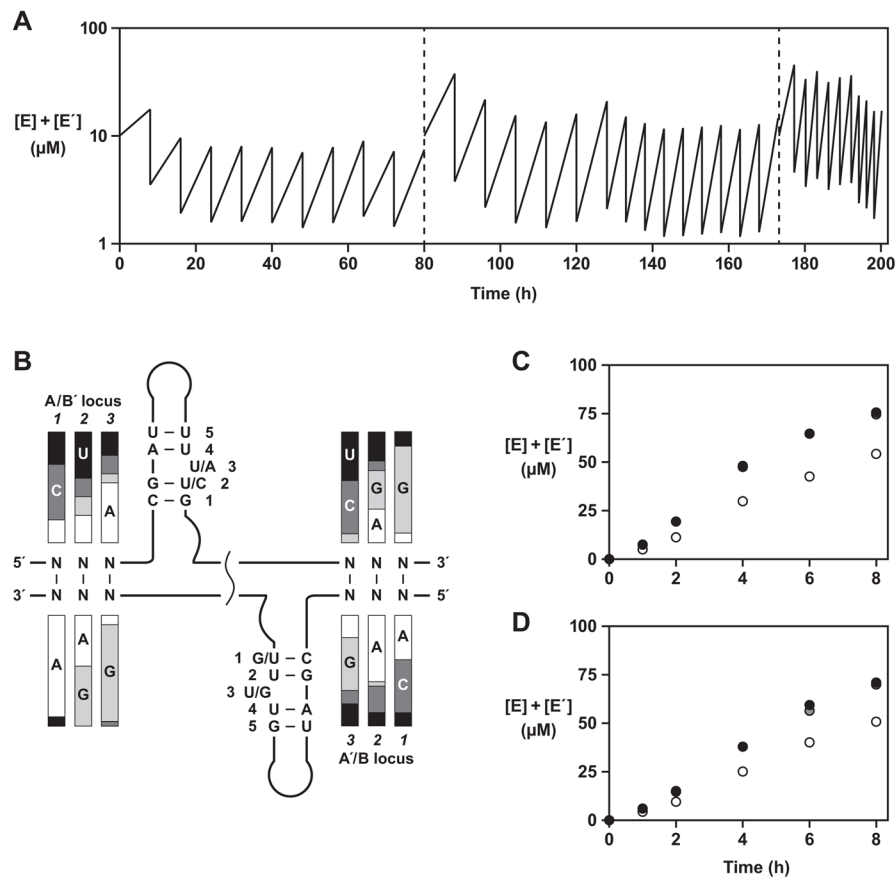 A
100
10
1
[E] + [E´]
(µM)
0 20 40 60 80 100 120 140 160 180 200
Time (h)
B
A/B´ locus
1 2 3
C U A
U – U 5
A – U 4
U/A 3
G – U/C 2
C – G 1
U C G A G
5´ N N N N N N 3´
3´ N N N N N N 5´
A A G G
1 G/U – C
2 U – G
3 U/G
4 U – A
5 G – U
G A A C
3 2 1
A´/B locus
C
100
75
50
25
0
[E] + [E´]
(µM)
0 2 4 6 8
D
100
75
50
25
0
[E] + [E´]
(µM)
0 2 4 6 8
Time (h)